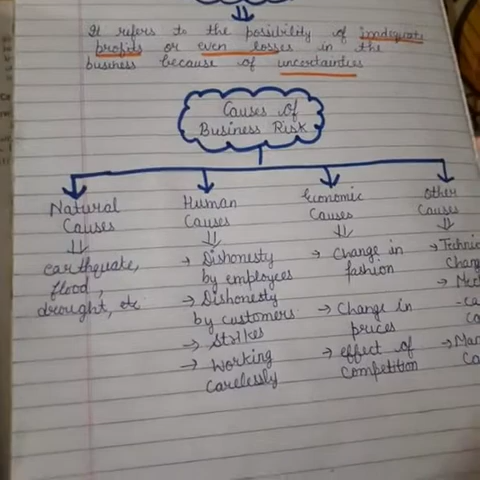 It refers to the posibility of inadequate
profits or even losses in the
business because of uncertainties
Causes of
Business Risk
Natural
Causes
earthquake,
flood,
drought, etc
Human
Causes
→ Dishonesty
by employees
→ Dishonesty
by customers
→ Strikes
→ Working
carelessly
Economic
Causes
→ Change in
fashion
→ Change in
prices
→ effect of
competition
Other
Causes